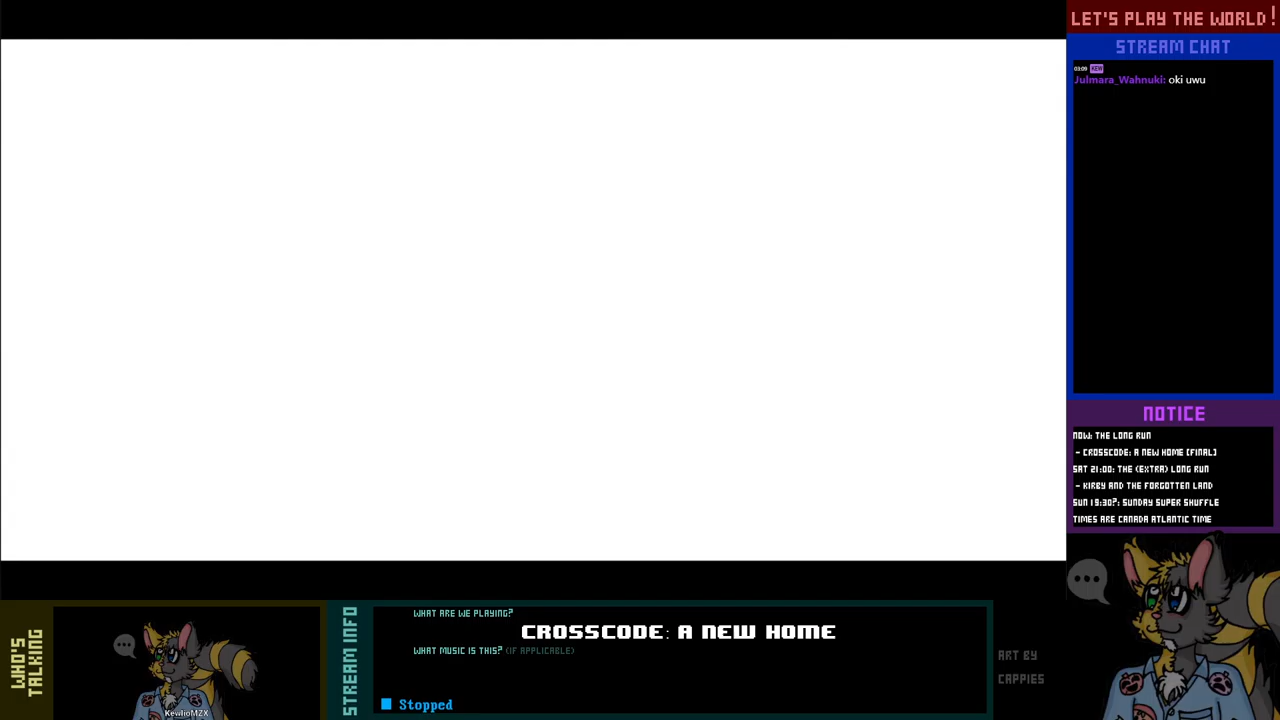 LET'S PLAY THE WORLD!
STREAM CHAT
03:09 KEW
Julmara_Wahnuki: oki uwu
NOTICE
NOW: THE LONG RUN
- CROSSCODE: A NEW HOME [FINAL]
SAT 21:00: THE (EXTRA) LONG RUN
- KIRBY AND THE FORGOTTEN LAND
SUN 19:30?: SUNDAY SUPER SHUFFLE
TIMES ARE CANADA ATLANTIC TIME
WHO'S
TALKING
KewlioMZX
STREAM INFO
WHAT ARE WE PLAYING?
CROSSCODE: A NEW HOME
WHAT MUSIC IS THIS? (IF APPLICABLE)
Stopped
ART BY
CAPPIES